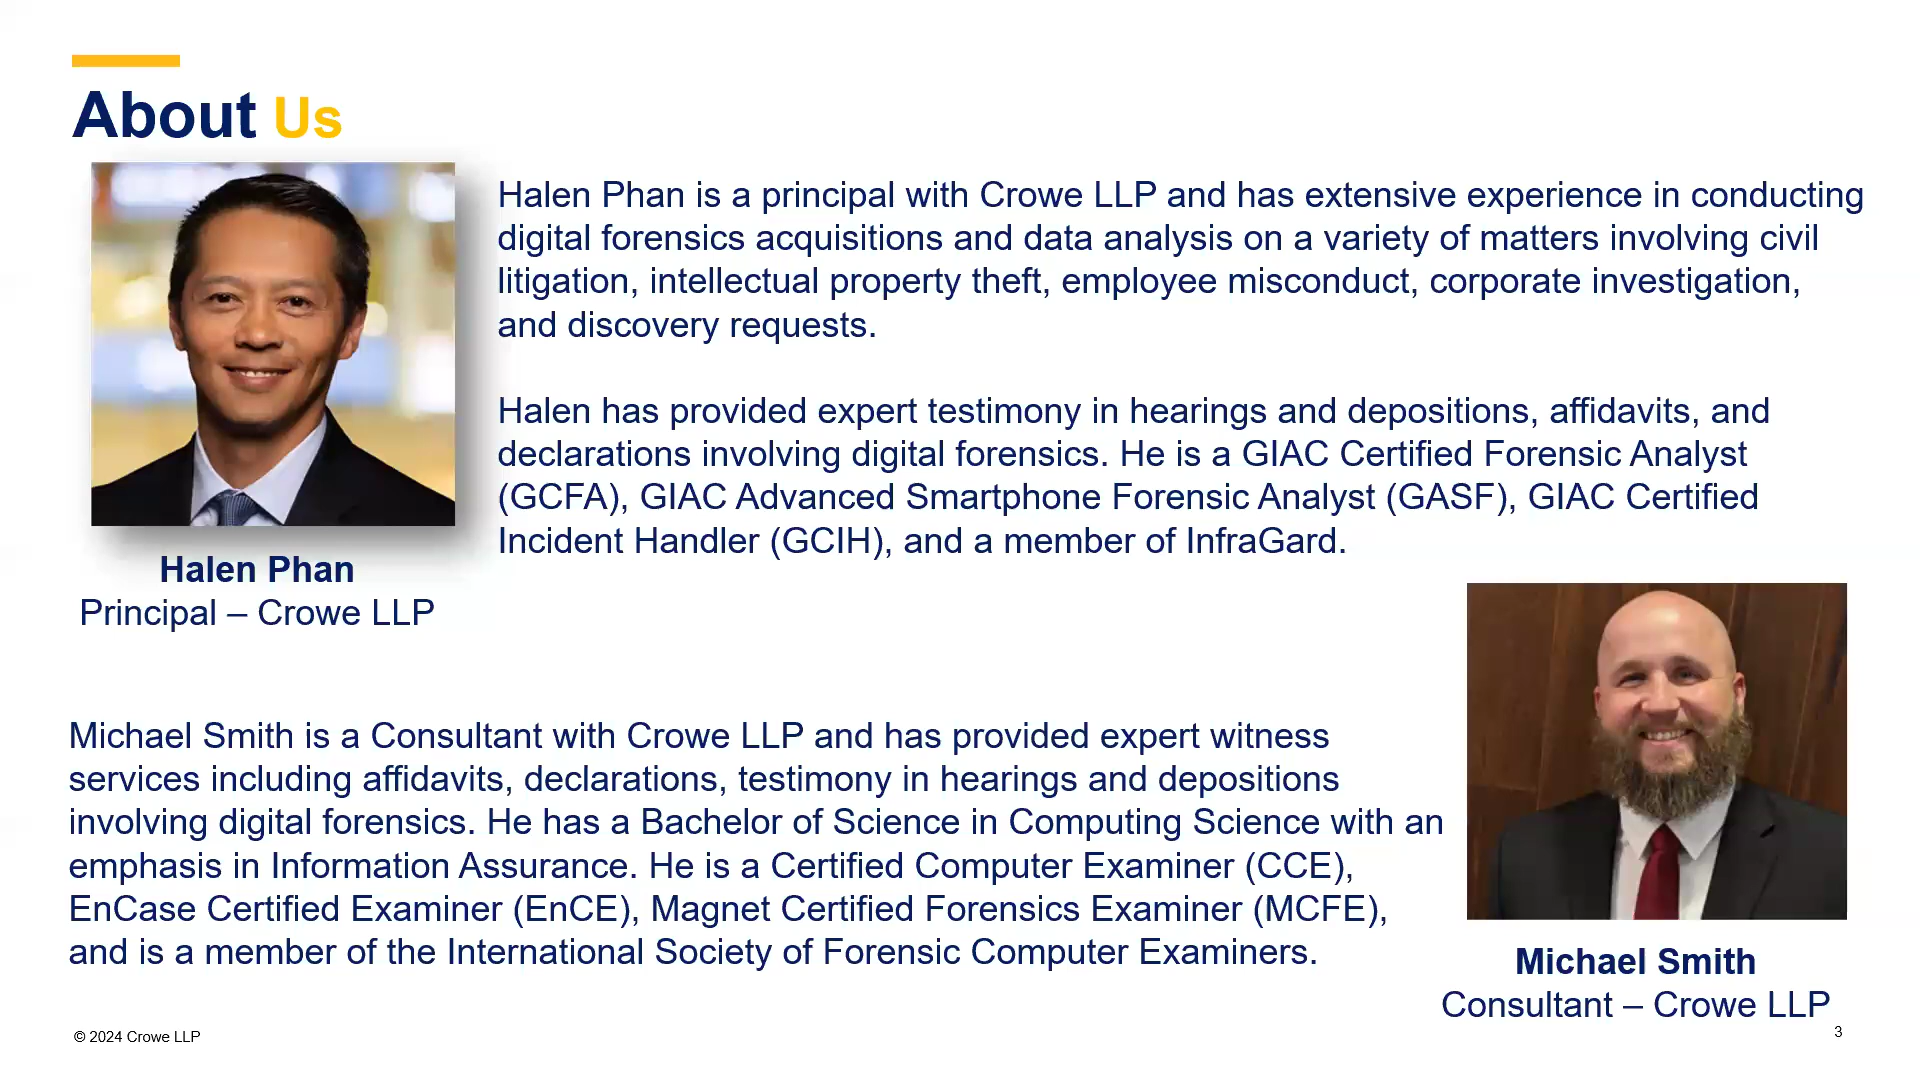 About Us
Halen Phan is a principal with Crowe LLP and has extensive experience in conducting
digital forensics acquisitions and data analysis on a variety of matters involving civil
litigation, intellectual property theft, employee misconduct, corporate investigation,
and discovery requests.
Halen has provided expert testimony in hearings and depositions, affidavits, and
declarations involving digital forensics. He is a GIAC Certified Forensic Analyst
(GCFA), GIAC Advanced Smartphone Forensic Analyst (GASF), GIAC Certified
Incident Handler (GCIH), and a member of InfraGard.
Halen Phan
Principal – Crowe LLP
Michael Smith is a Consultant with Crowe LLP and has provided expert witness
services including affidavits, declarations, testimony in hearings and depositions
involving digital forensics. He has a Bachelor of Science in Computing Science with an
emphasis in Information Assurance. He is a Certified Computer Examiner (CCE),
EnCase Certified Examiner (EnCE), Magnet Certified Forensics Examiner (MCFE),
and is a member of the International Society of Forensic Computer Examiners.
Michael Smith
Consultant – Crowe LLP
© 2024 Crowe LLP
3